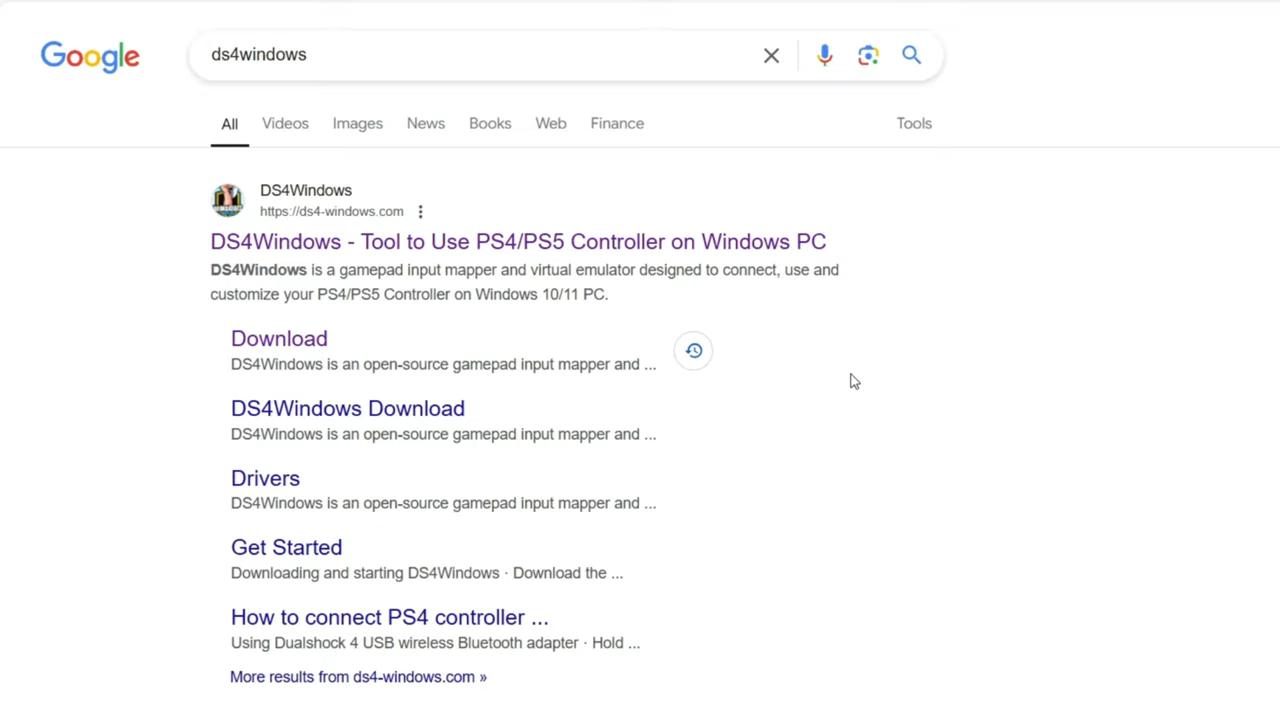 Google
ds4windows
All Videos Images News Books Web Finance Tools
DS4Windows
https://ds4-windows.com
DS4Windows - Tool to Use PS4/PS5 Controller on Windows PC
DS4Windows is a gamepad input mapper and virtual emulator designed to connect, use and
customize your PS4/PS5 Controller on Windows 10/11 PC.
Download
DS4Windows is an open-source gamepad input mapper and ...
DS4Windows Download
DS4Windows is an open-source gamepad input mapper and ...
Drivers
DS4Windows is an open-source gamepad input mapper and ...
Get Started
Downloading and starting DS4Windows · Download the ...
How to connect PS4 controller ...
Using Dualshock 4 USB wireless Bluetooth adapter · Hold ...
More results from ds4-windows.com »